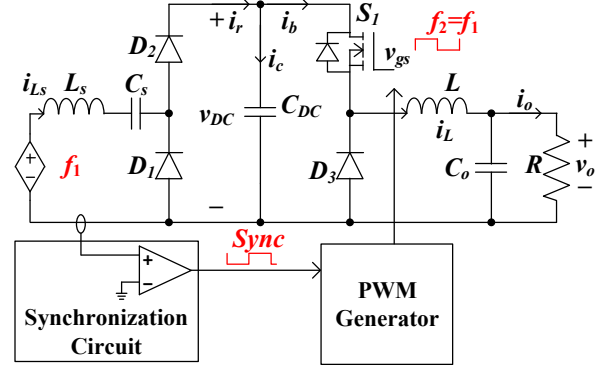 + i_r i_b S_1 f_2=f_1
D_2 i_c v_gs
i_Ls L_s C_s L i_o
v_DC C_DC i_L +
+ − f_1 D_1 D_3 C_o R v_o
− −
Sync
+
−
Synchronization
Circuit
PWM
Generator